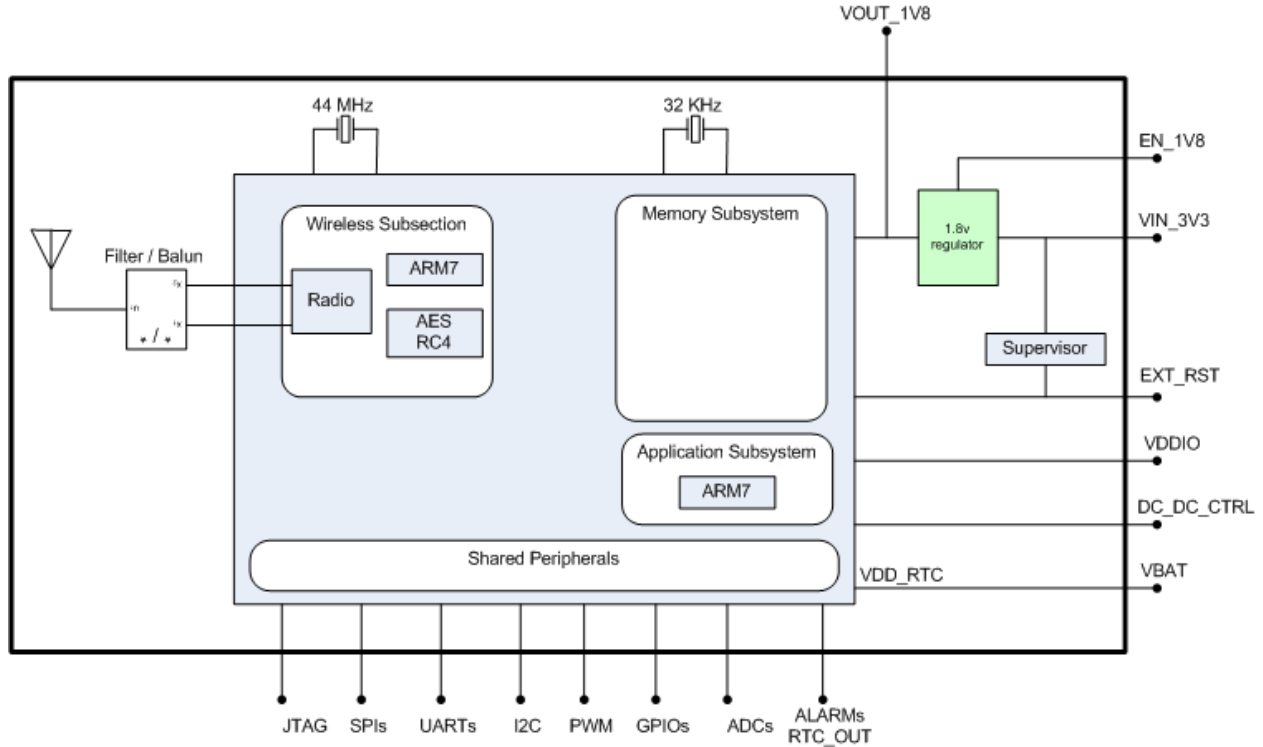 VOUT_1V8
44 MHz
32 KHz
EN_1V8
Wireless Subsection
Memory Subsystem
VIN_3V3
1.8v
regulator
Filter / Balun
ARM7
Radio
AES
RC4
Supervisor
EXT_RST
VDDIO
Application Subsystem
ARM7
DC_DC_CTRL
Shared Peripherals
VDD_RTC
VBAT
JTAG
SPIs
UARTs
I2C
PWM
GPIOs
ADCs
ALARMs
RTC_OUT